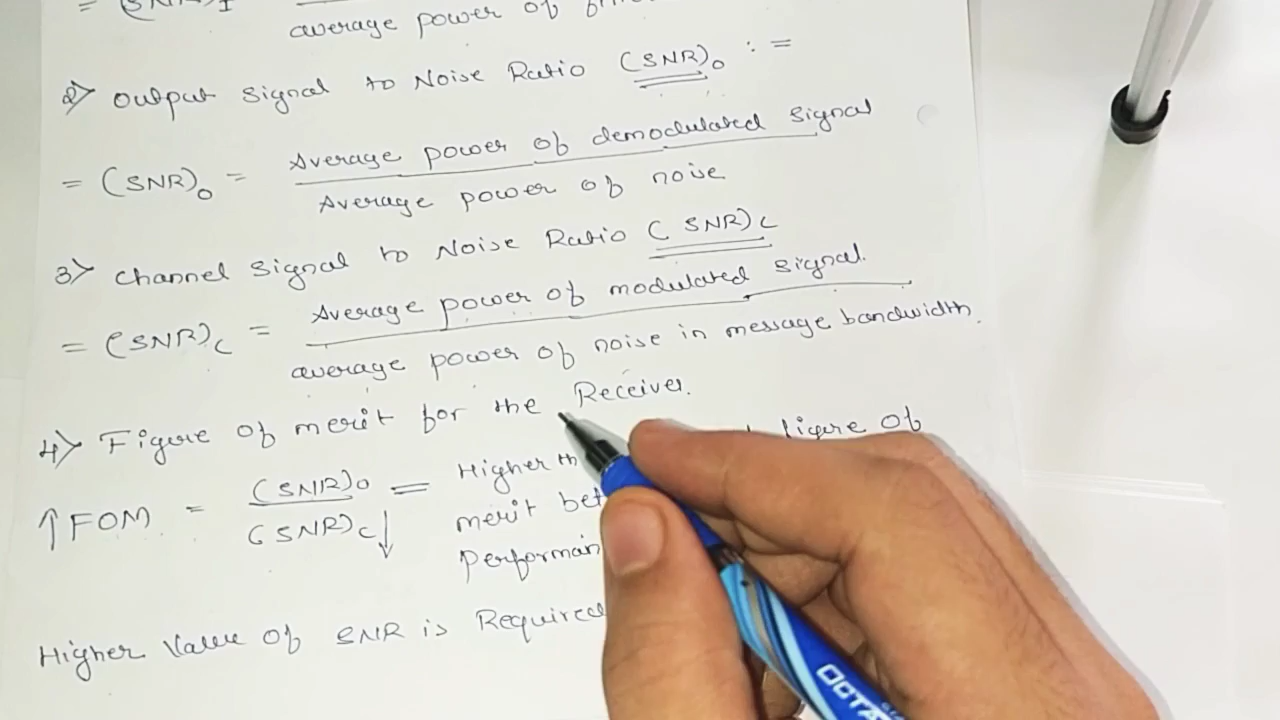 = (SNR)I
average power of
2> Output Signal to Noise Ratio (SNR)o : =
= (SNR)o = Average power of demodulated Signal
Average power of noise
3> Channel Signal to Noise Ratio (SNR)c
= (SNR)c = Average power of modulated Signal.
average power of noise in message bandwidth.
4> Figure of merit for the Receiver.
↑FOM = (SNR)o = Higher th figure of
(SNR)c↓ merit bet
Performan
Higher Value of SNR is Required
OCTA